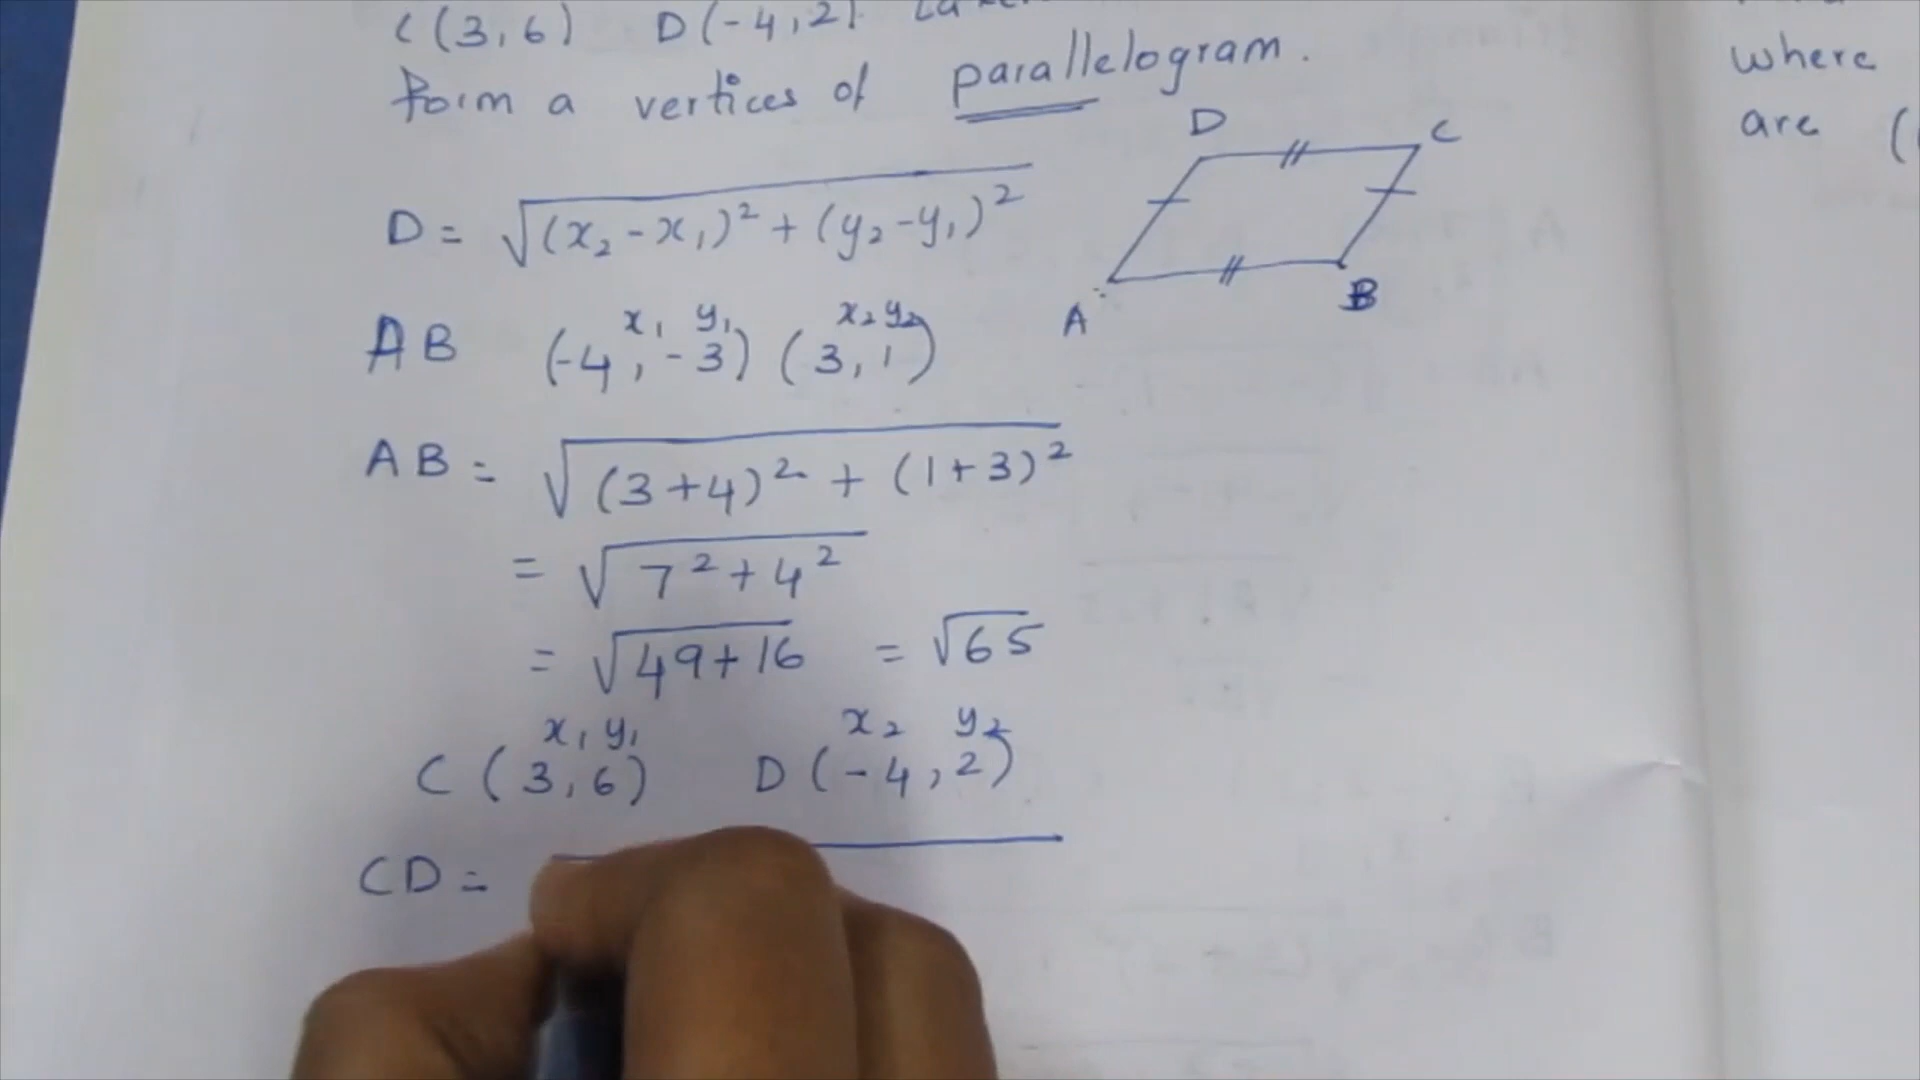 C(3,6) D(-4,2)
form a vertices of parallelogram.
D C
D = √(x₂-x₁)² + (y₂-y₁)²
A B
x₁ y₁ x₂ y₂
AB (-4, -3) (3, 1)
AB = √(3+4)² + (1+3)²
= √7²+4²
= √49+16 = √65
x₁ y₁ x₂ y₂
C (3,6) D (-4, 2)
CD =
where
are (